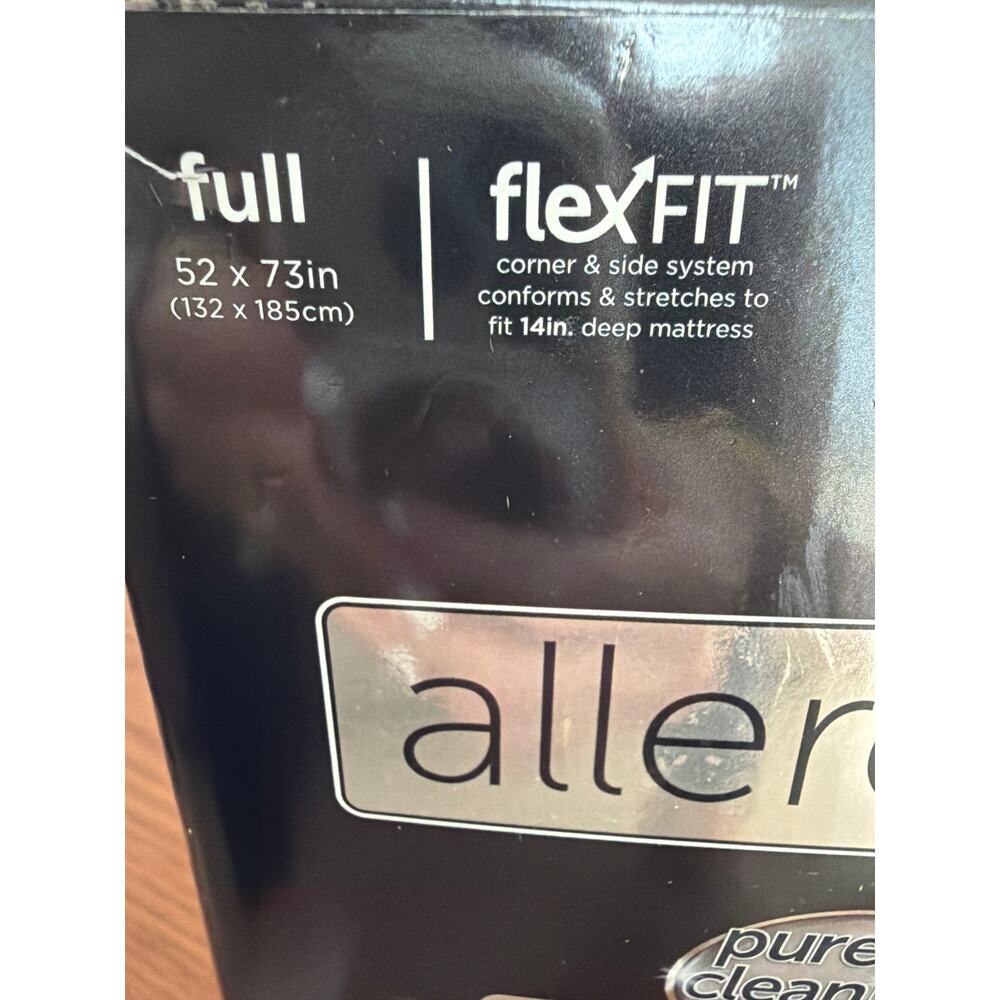 full
52 x 73in
(132 x 185cm)
flexFIT™
corner & side system
conforms & stretches to
fit 14in. deep mattress
aller
pure
clean